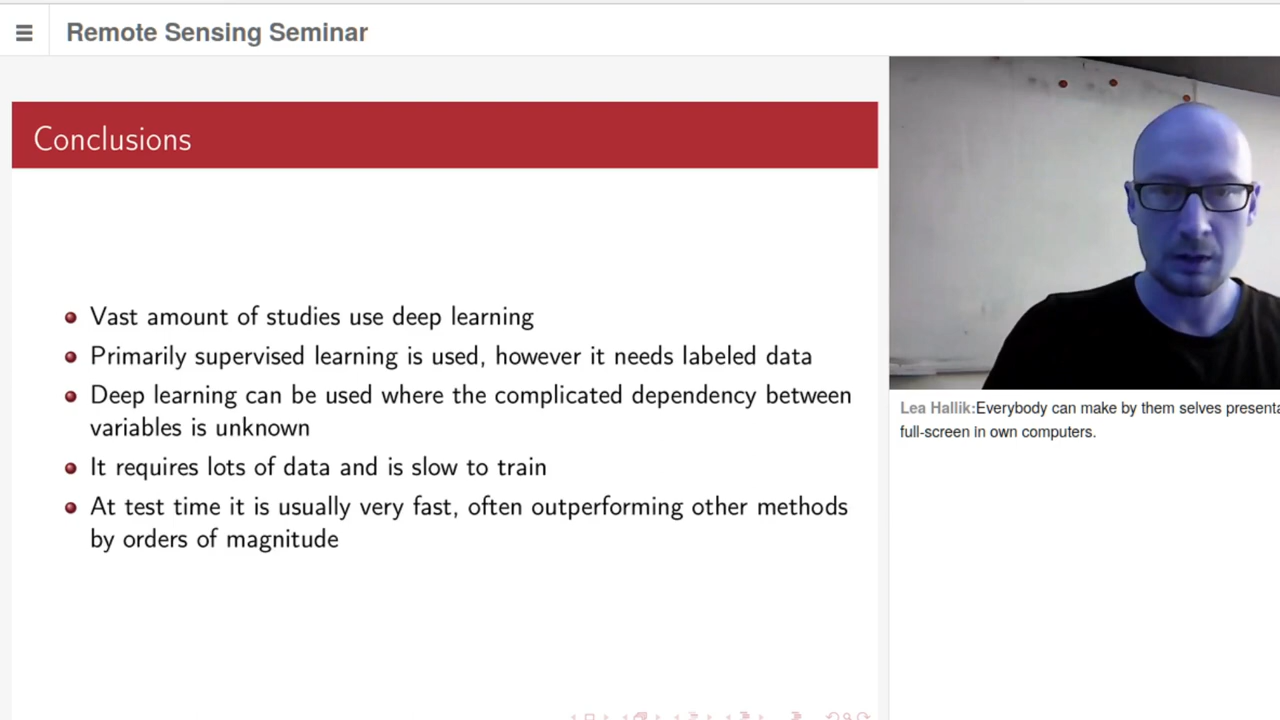 Remote Sensing Seminar
Conclusions
Vast amount of studies use deep learning
Primarily supervised learning is used, however it needs labeled data
Deep learning can be used where the complicated dependency between
variables is unknown
It requires lots of data and is slow to train
At test time it is usually very fast, often outperforming other methods
by orders of magnitude
Lea Hallik:Everybody can make by them selves presenta
full-screen in own computers.